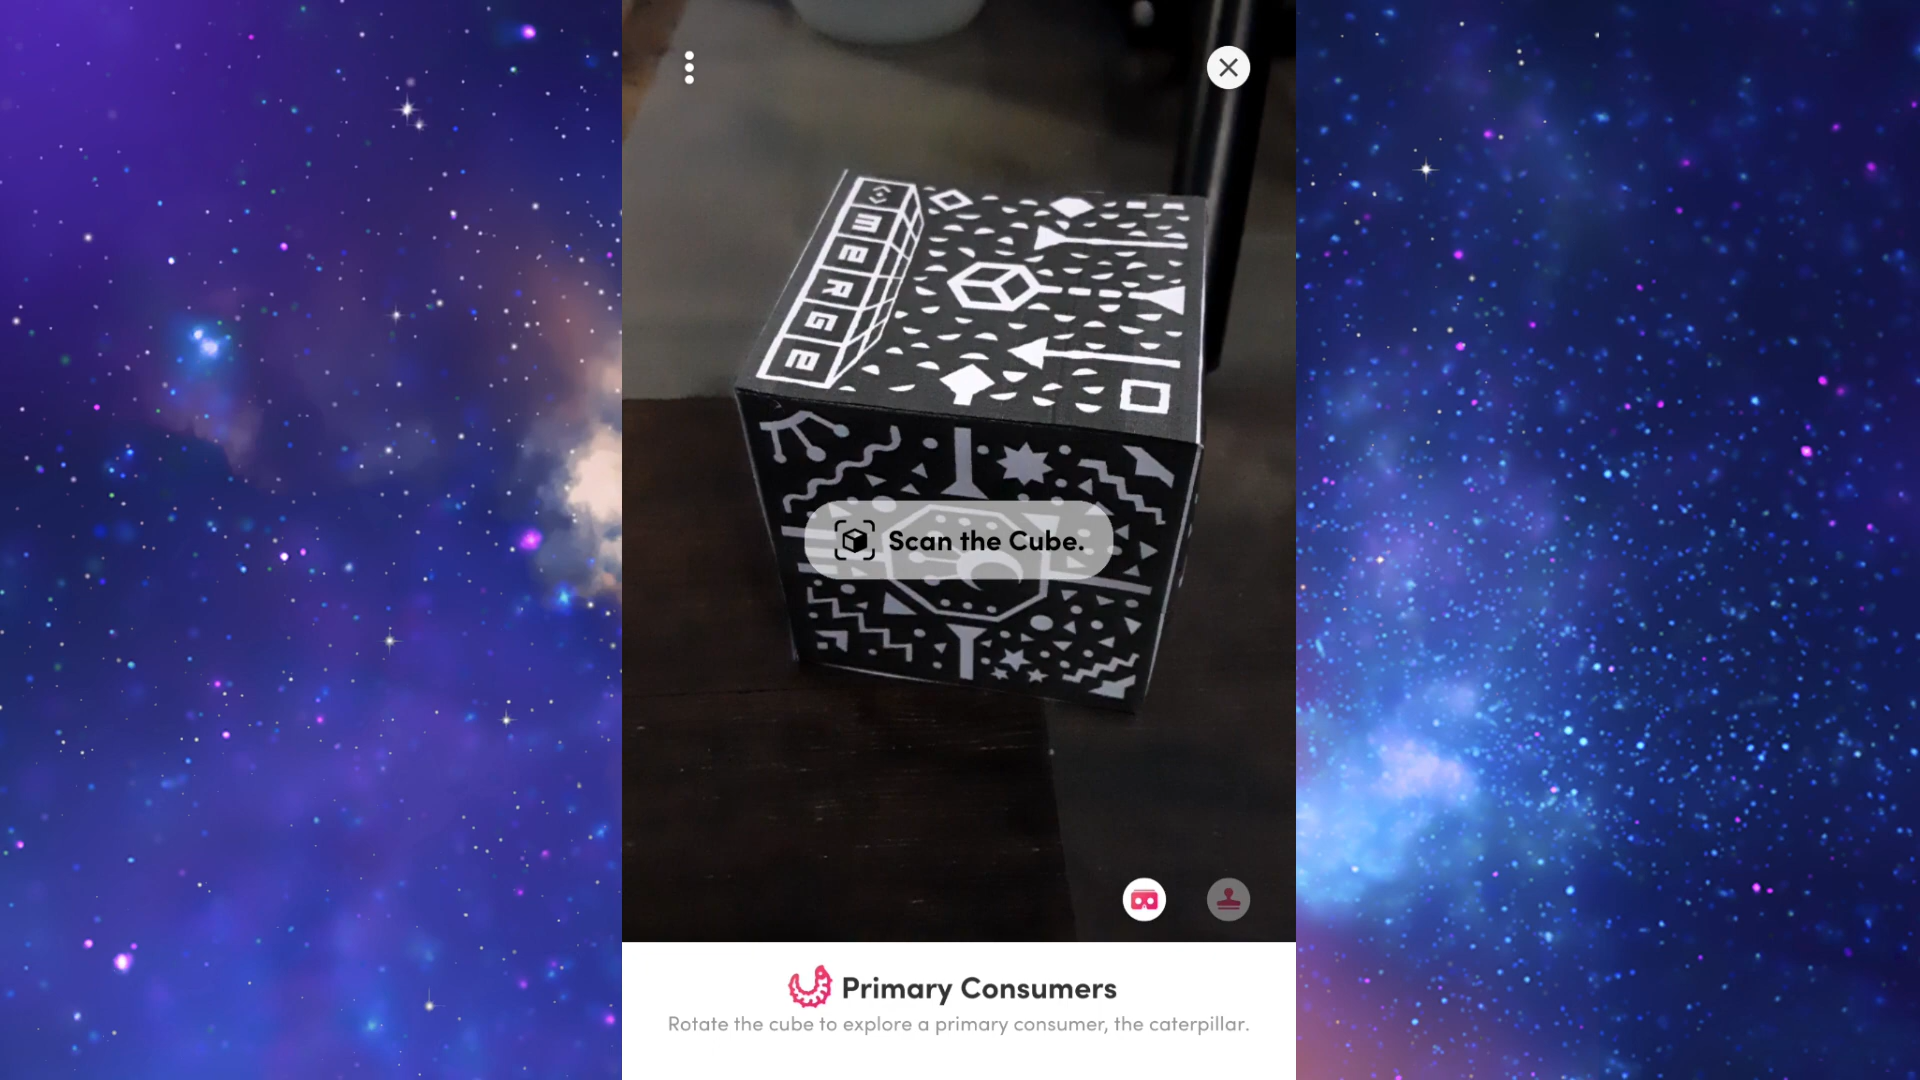 MERGE
Scan the Cube.
Primary Consumers
Rotate the cube to explore a primary consumer, the caterpillar.